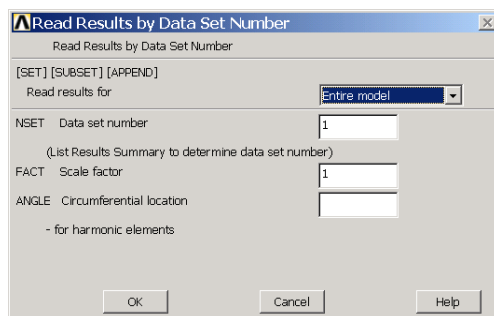 Read Results by Data Set Number
Read Results by Data Set Number
[SET] [SUBSET] [APPEND]
Read results for Entire model
NSET Data set number 1
(List Results Summary to determine data set number)
FACT Scale factor 1
ANGLE Circumferential location
- for harmonic elements
OK Cancel Help